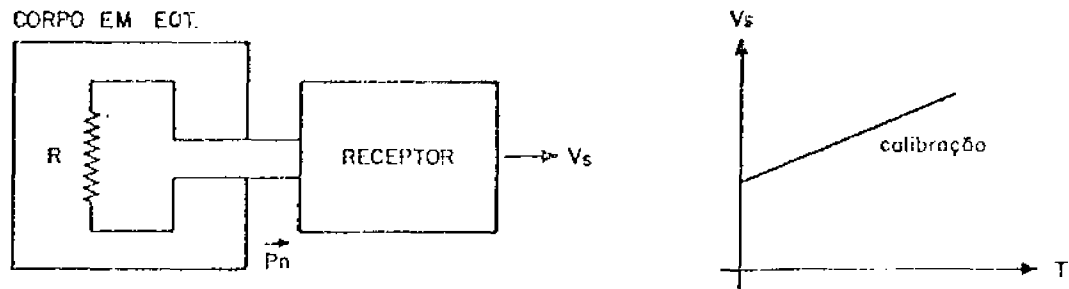 CORPO EM EQT.
R
RECEPTOR
Vs
Pn
Vs
calibração
T